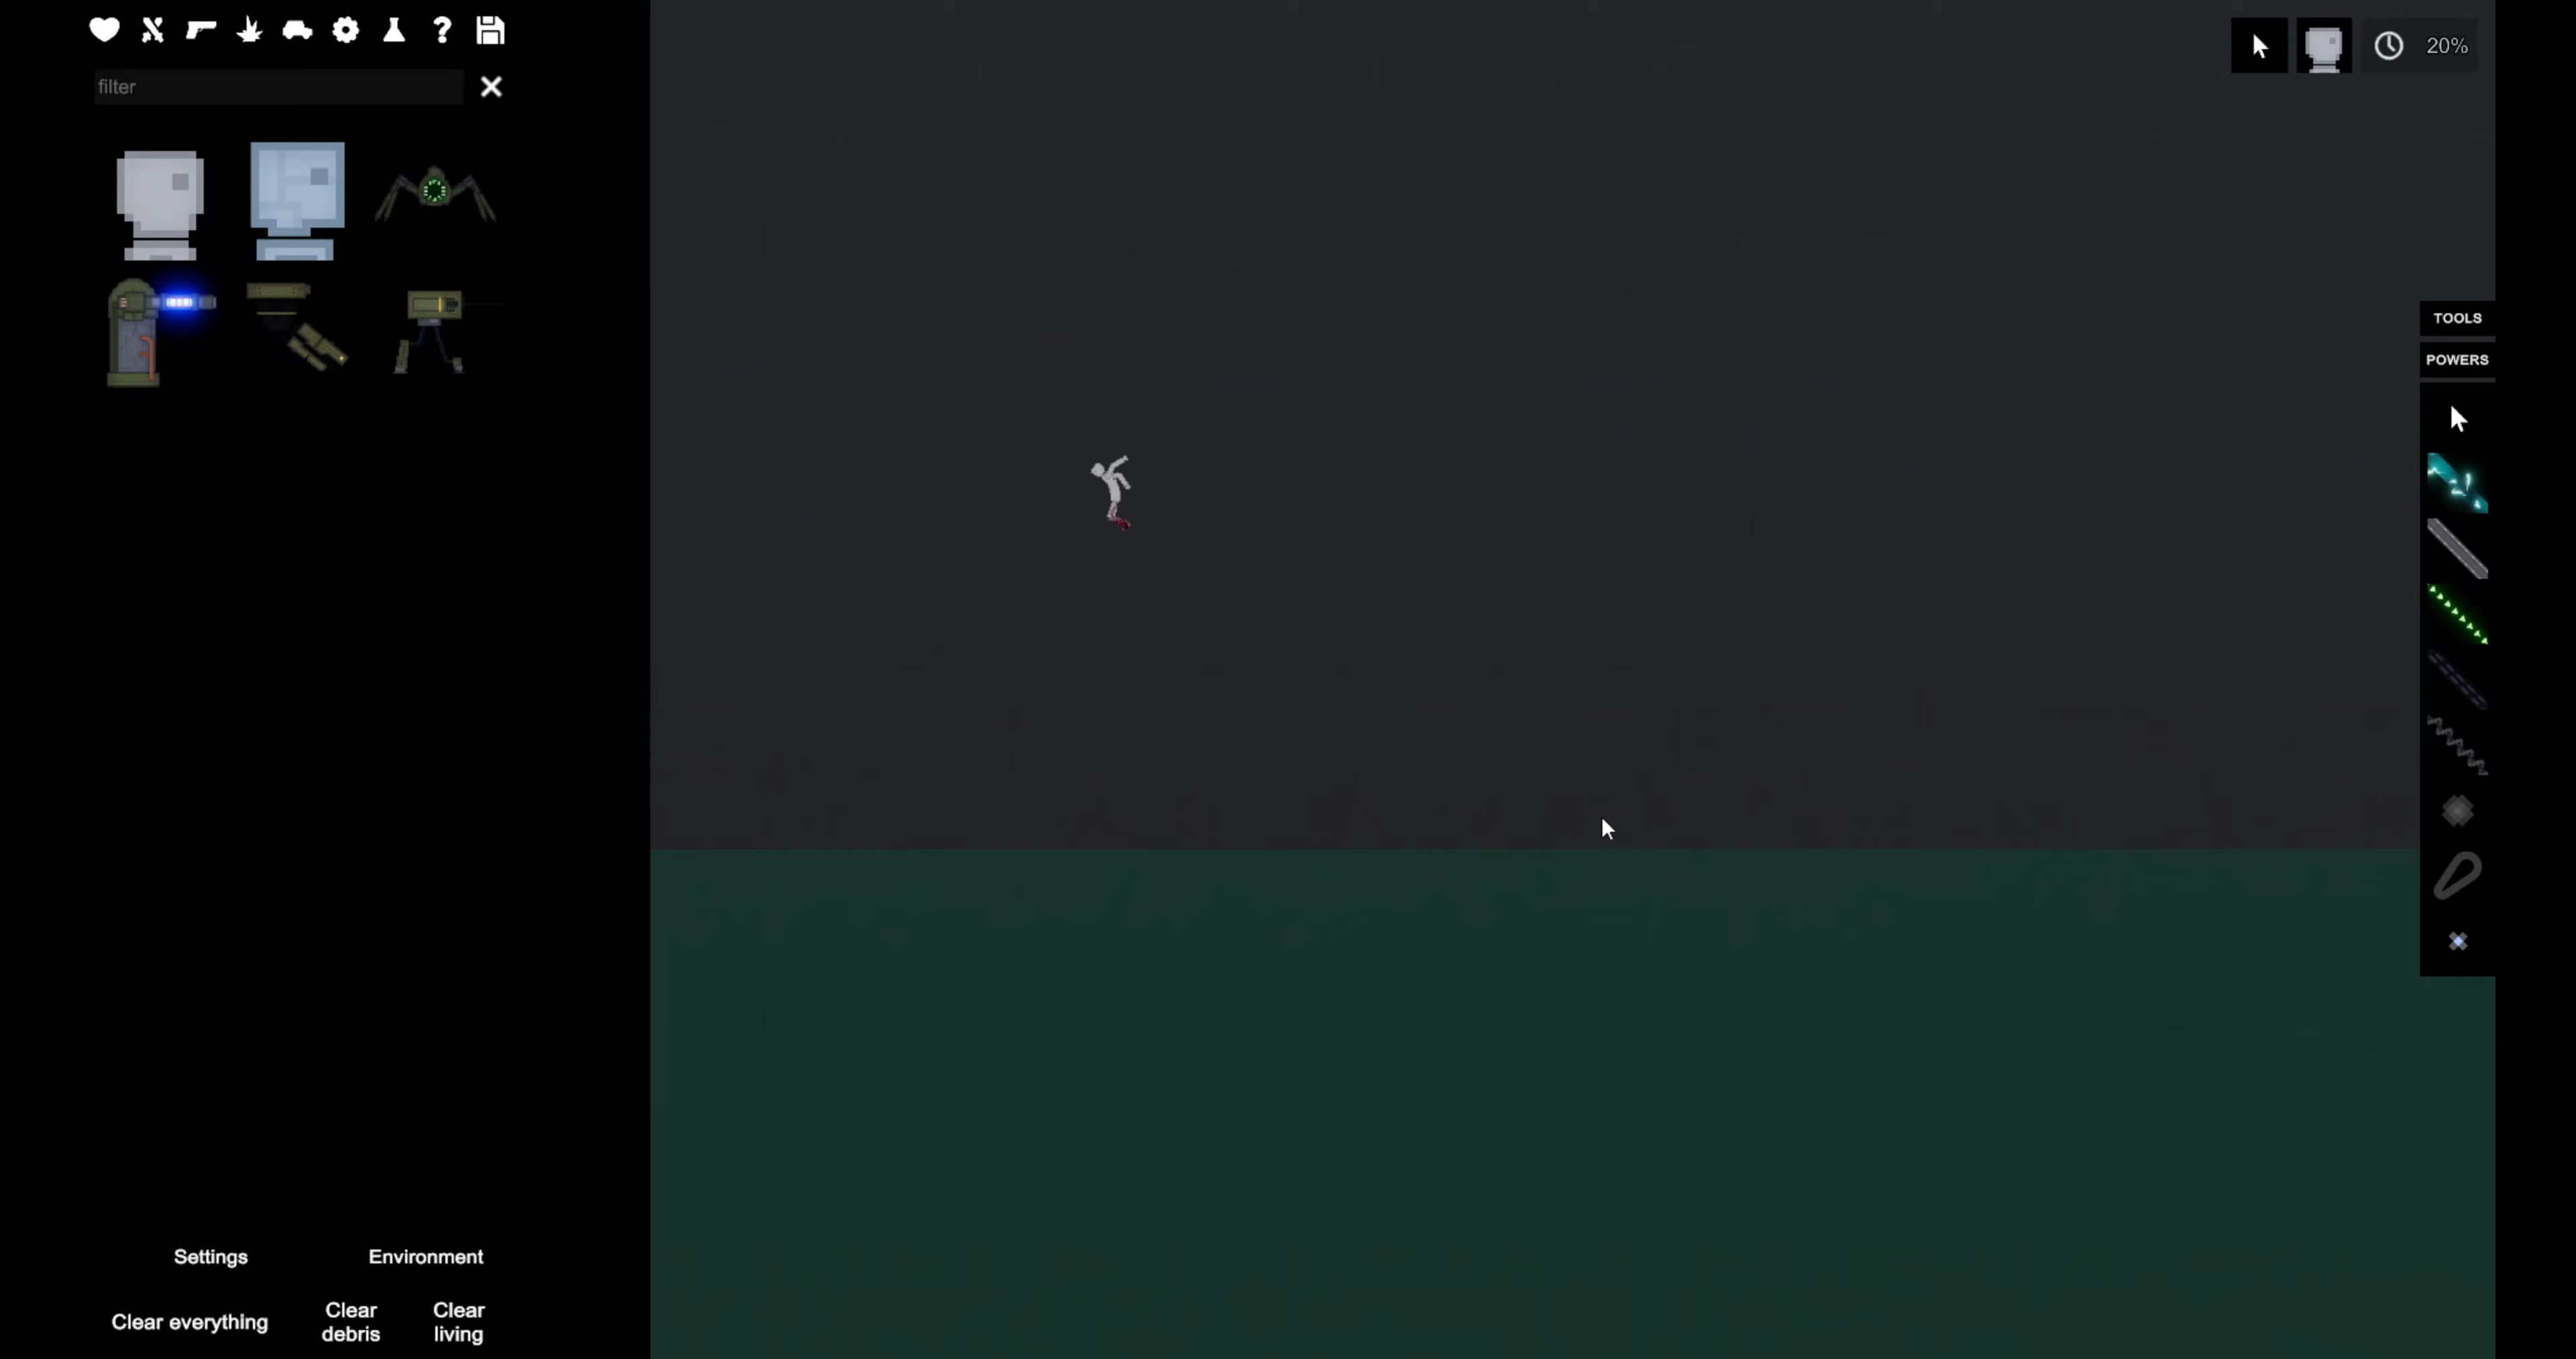 filter
20%
TOOLS
POWERS
Settings
Environment
Clear everything
Clear
debris
Clear
living